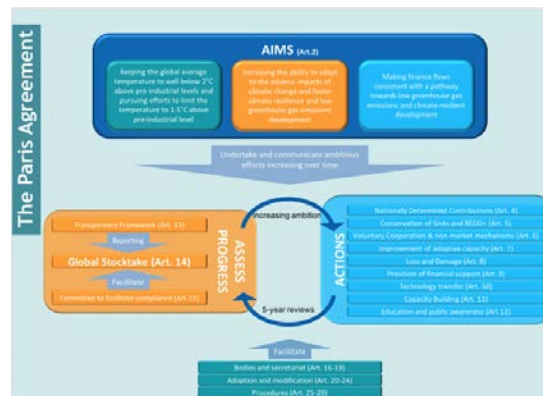 The Paris Agreement
AIMS (Art.2)
keeping the global average
temperature to well below 2°C
above pre-industrial levels and
pursuing efforts to limit the
temperature to 1.5°C above
pre-industrial level
Increasing the ability to adapt
to the adverse impacts of
climate change and foster
climate resilience and low
greenhouse gas emissions
development
Making finance flows
consistent with a pathway
towards low greenhouse gas
emissions and climate-resilient
development
Undertake and communicate ambitious
efforts increasing over time
Transparency Framework (Art. 13)
Reporting
Global Stocktake (Art. 14)
Facilitate
Committee to facilitate compliance (Art. 15)
ASSESS
PROGRESS
increasing ambition
5-year reviews
ACTIONS
Nationally Determined Contributions (Art. 4)
Conservation of Sinks and REDD+ (Art. 5)
Voluntary Cooperation & non market mechanisms (Art. 6)
Improvement of adaptive capacity (Art. 7)
Loss and Damage (Art. 8)
Provision of financial support (Art. 9)
Technology transfer (Art. 10)
Capacity Building (Art. 11)
Education and public awareness (Art 12)
Facilitate
Bodies and secretariat (Art. 16-19)
Adoption and modification (Art. 20-24)
Procedures (Art. 25-29)